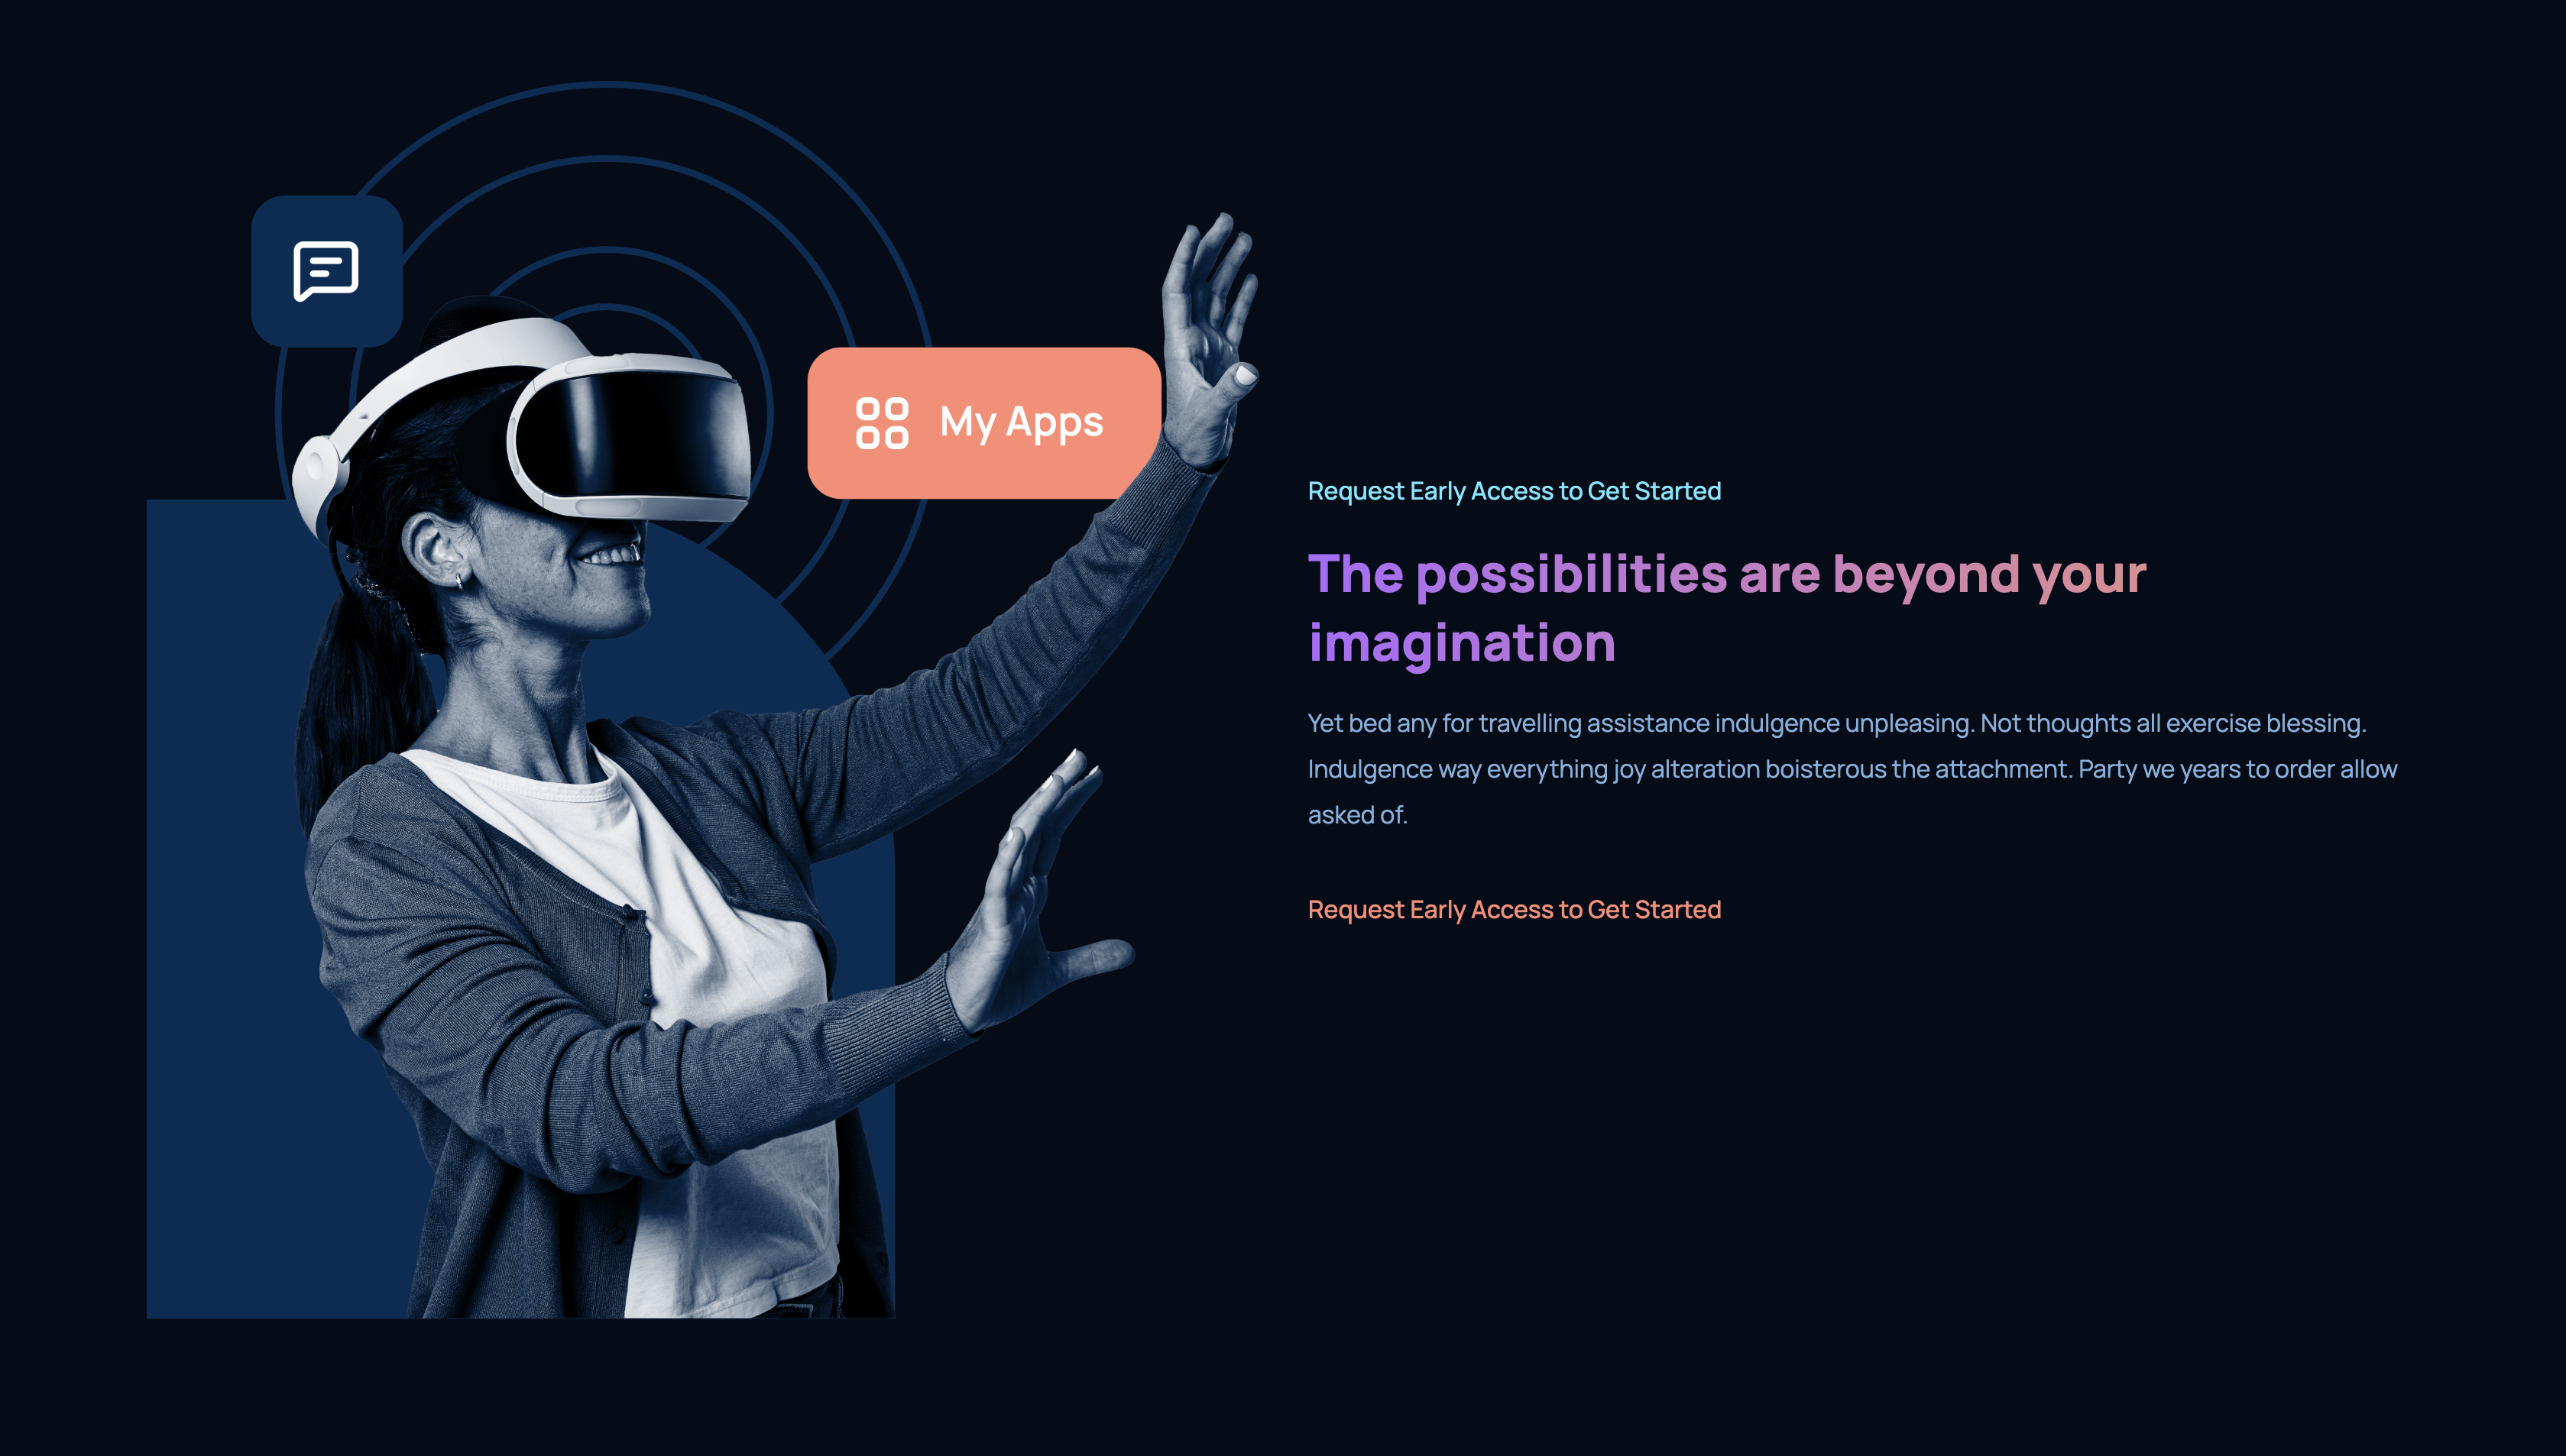 My Apps
Request Early Access to Get Started
The possibilities are beyond your
imagination
Yet bed any for travelling assistance indulgence unpleasing. Not thoughts all exercise blessing.
Indulgence way everything joy alteration boisterous the attachment. Party we years to order allow
asked of.
Request Early Access to Get Started